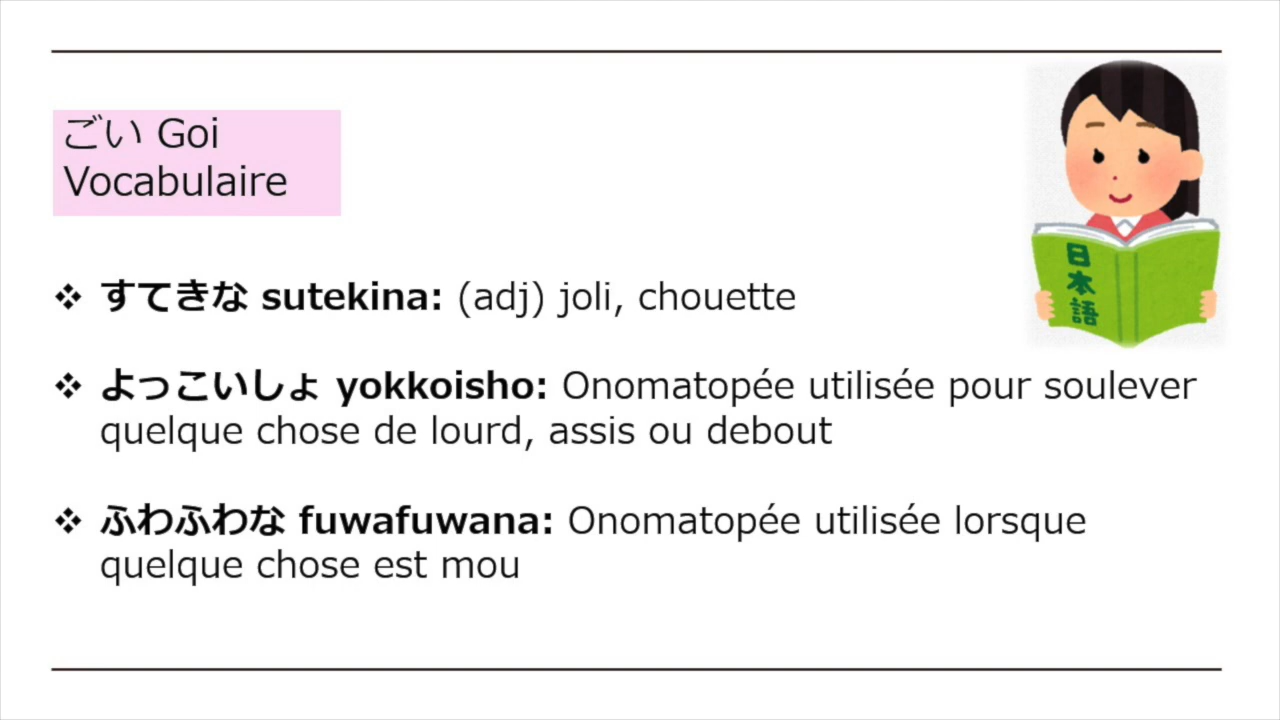 ごい Goi
Vocabulaire
日本語
❖ すてきな sutekina: (adj) joli, chouette
❖ よっこいしょ yokkoisho: Onomatopée utilisée pour soulever
quelque chose de lourd, assis ou debout
❖ ふわふわな fuwafuwana: Onomatopée utilisée lorsque
quelque chose est mou